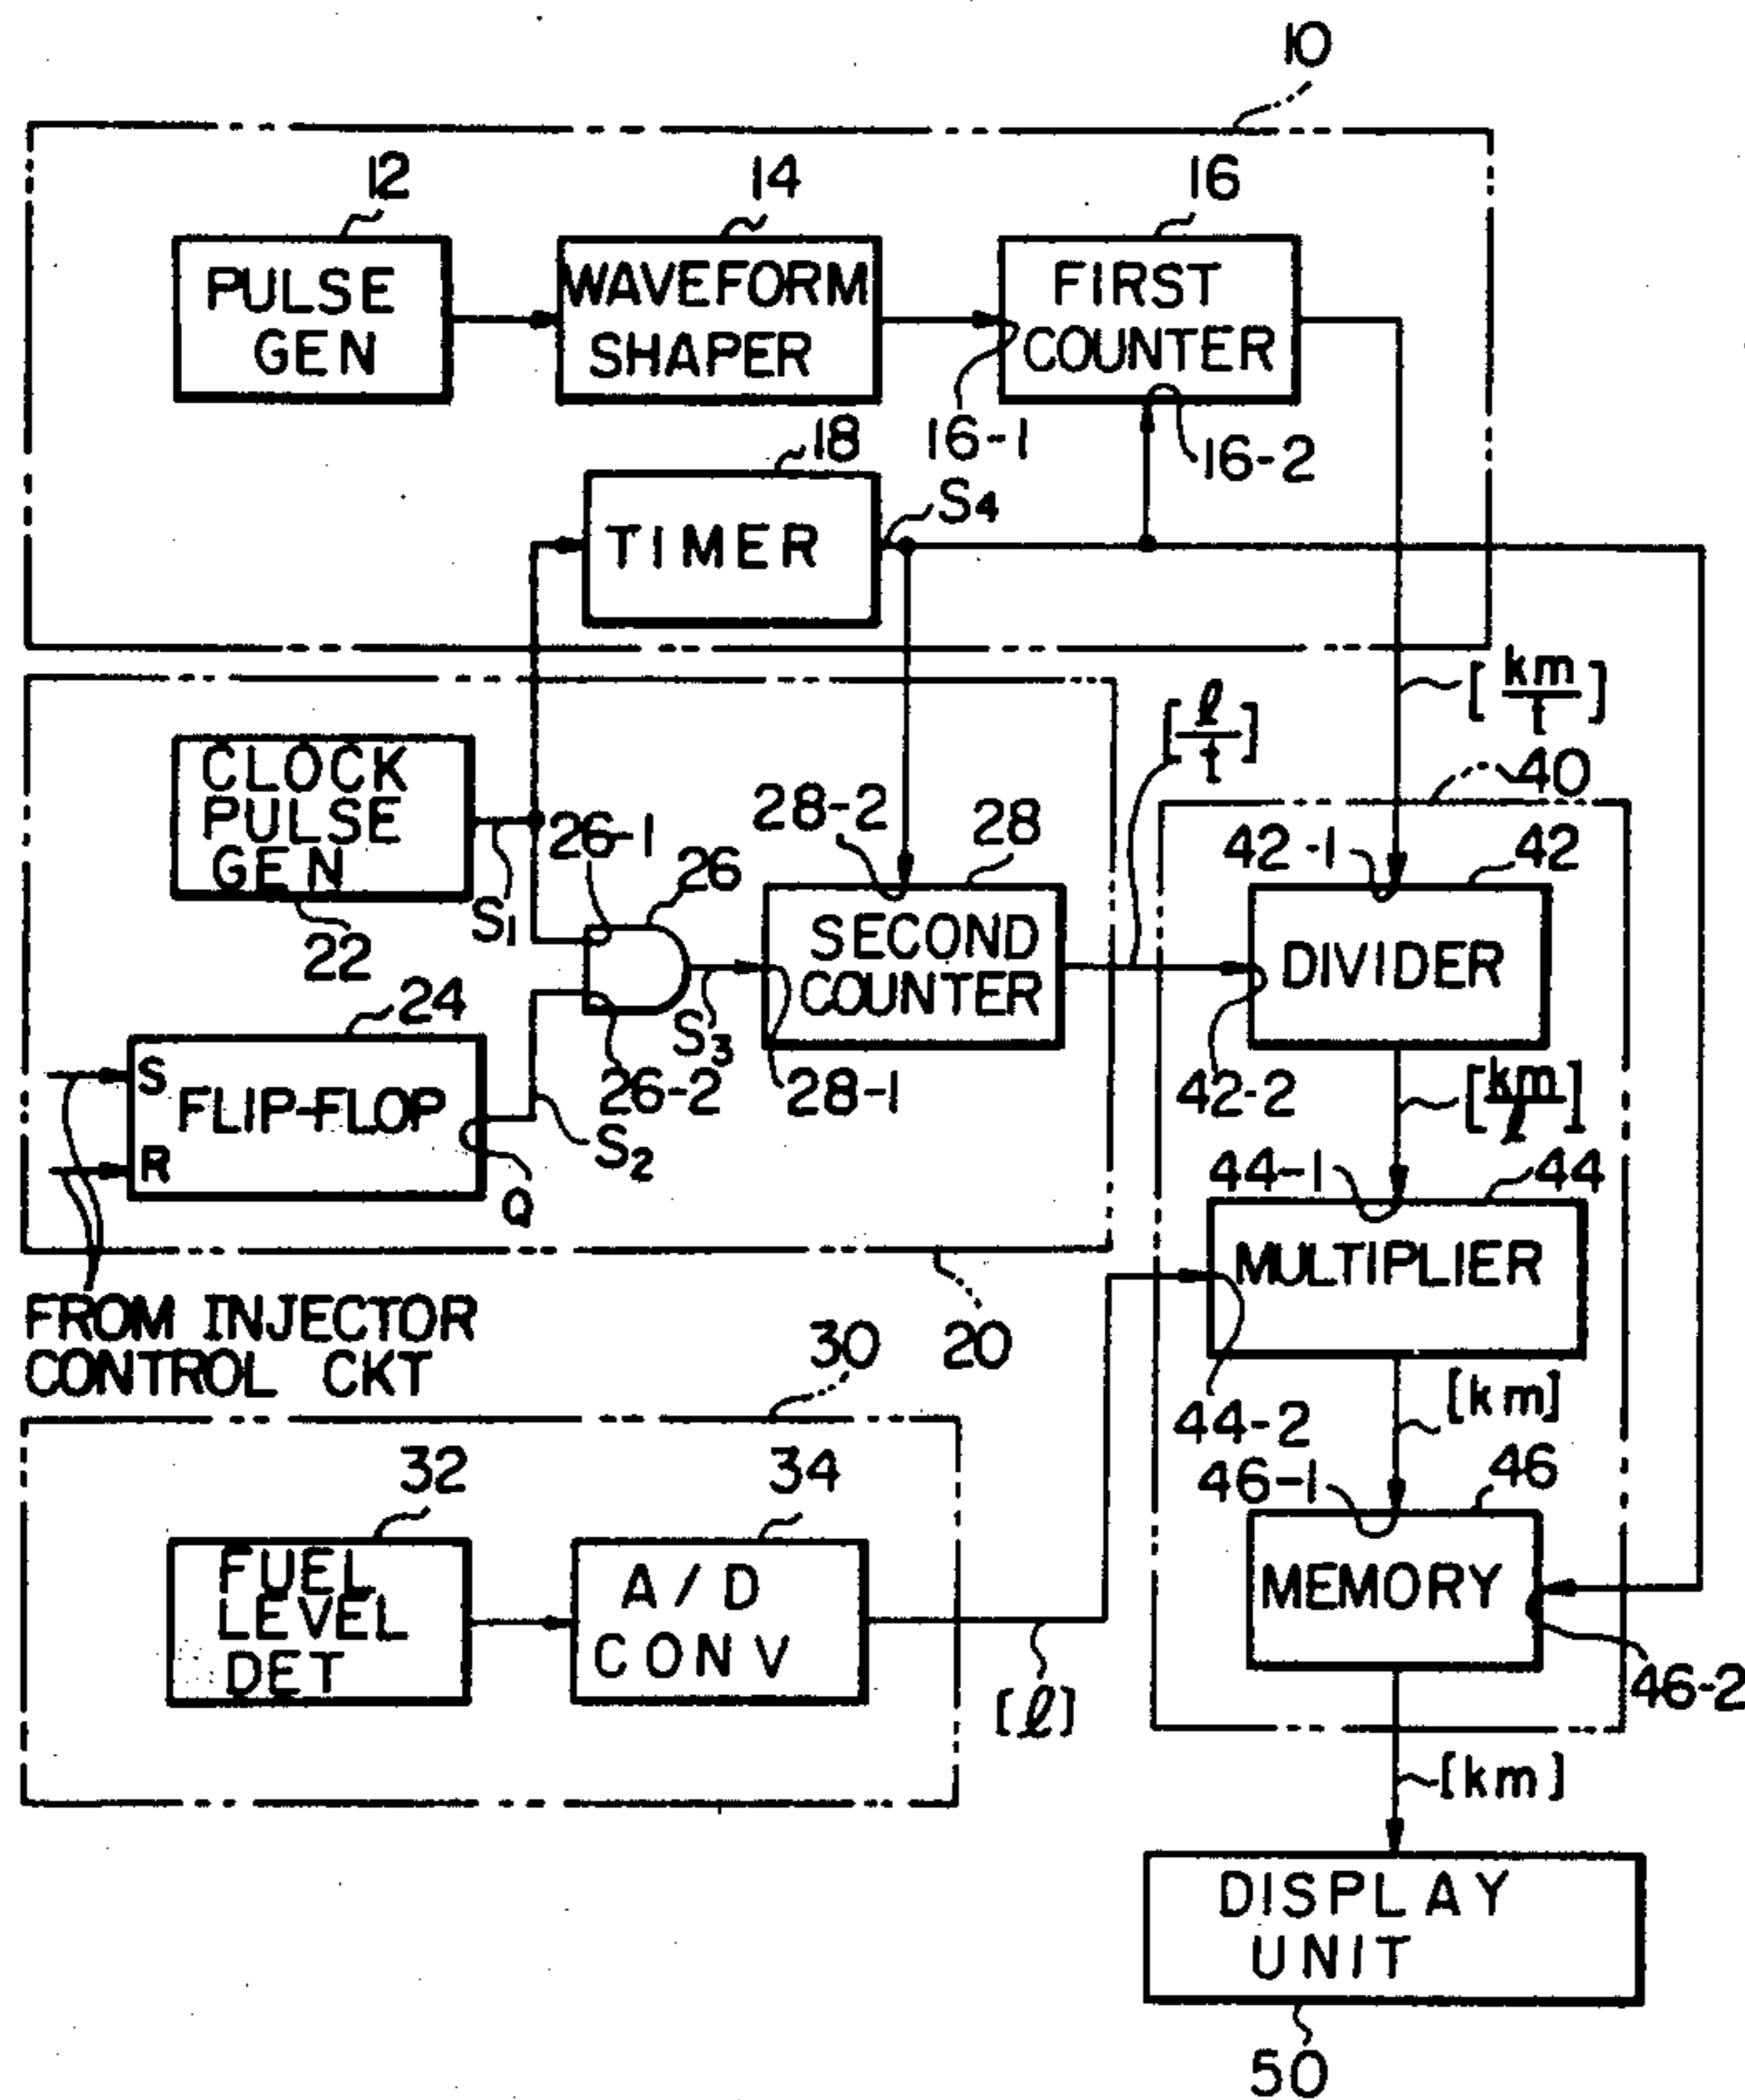 10
12
14
16
PULSE
GEN
WAVEFORM
SHAPER
FIRST
COUNTER
18
16-1
16-2
S4
TIMER
[km/t]
[ℓ/t]
40
CLOCK
PULSE
GEN
S1
22
26-1
26
28-2
28
42-1
42
SECOND
COUNTER
DIVIDER
24
S
FLIP-FLOP
R
Q
S2
26-2
S3
28-1
42-2
[km/ℓ]
44-1
44
MULTIPLIER
FROM INJECTOR
CONTROL CKT
20
30
44-2
[km]
32
34
46-1
46
FUEL
LEVEL
DET
A/D
CONV
MEMORY
[ℓ]
46-2
[km]
DISPLAY
UNIT
50